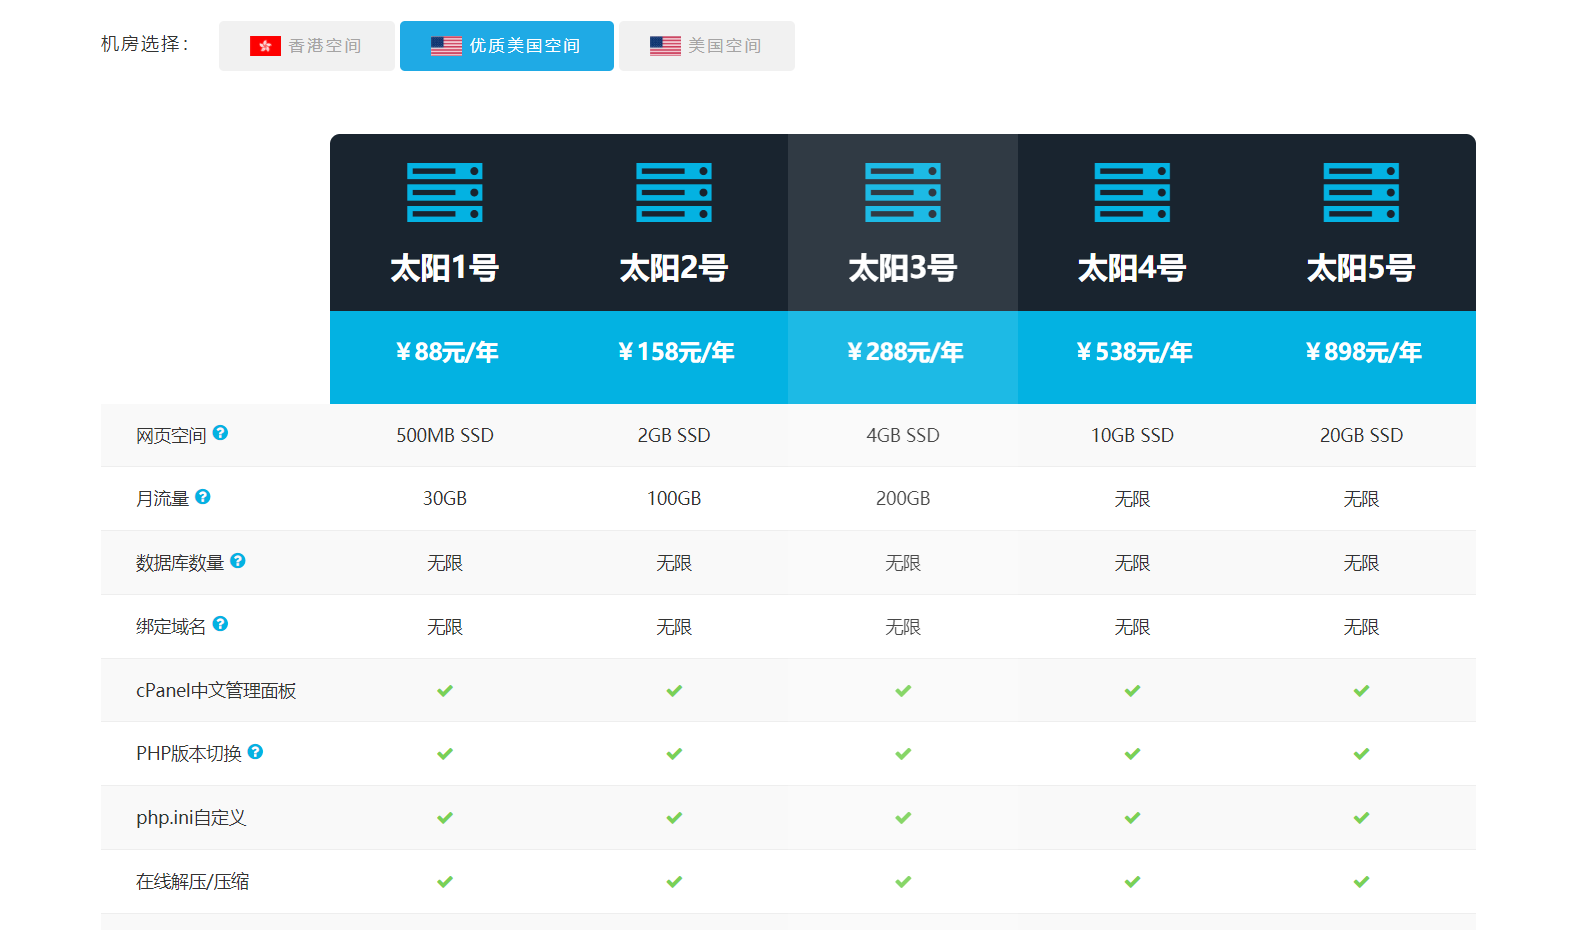 机房选择：
香港空间 优质美国空间 美国空间
太阳1号 太阳2号 太阳3号 太阳4号 太阳5号
¥88元/年 ¥158元/年 ¥288元/年 ¥538元/年 ¥898元/年
网页空间 ? 500MB SSD 2GB SSD 4GB SSD 10GB SSD 20GB SSD
月流量 ? 30GB 100GB 200GB 无限 无限
数据库数量 ? 无限 无限 无限 无限 无限
绑定域名 ? 无限 无限 无限 无限 无限
cPanel中文管理面板
PHP版本切换 ?
php.ini自定义
在线解压/压缩